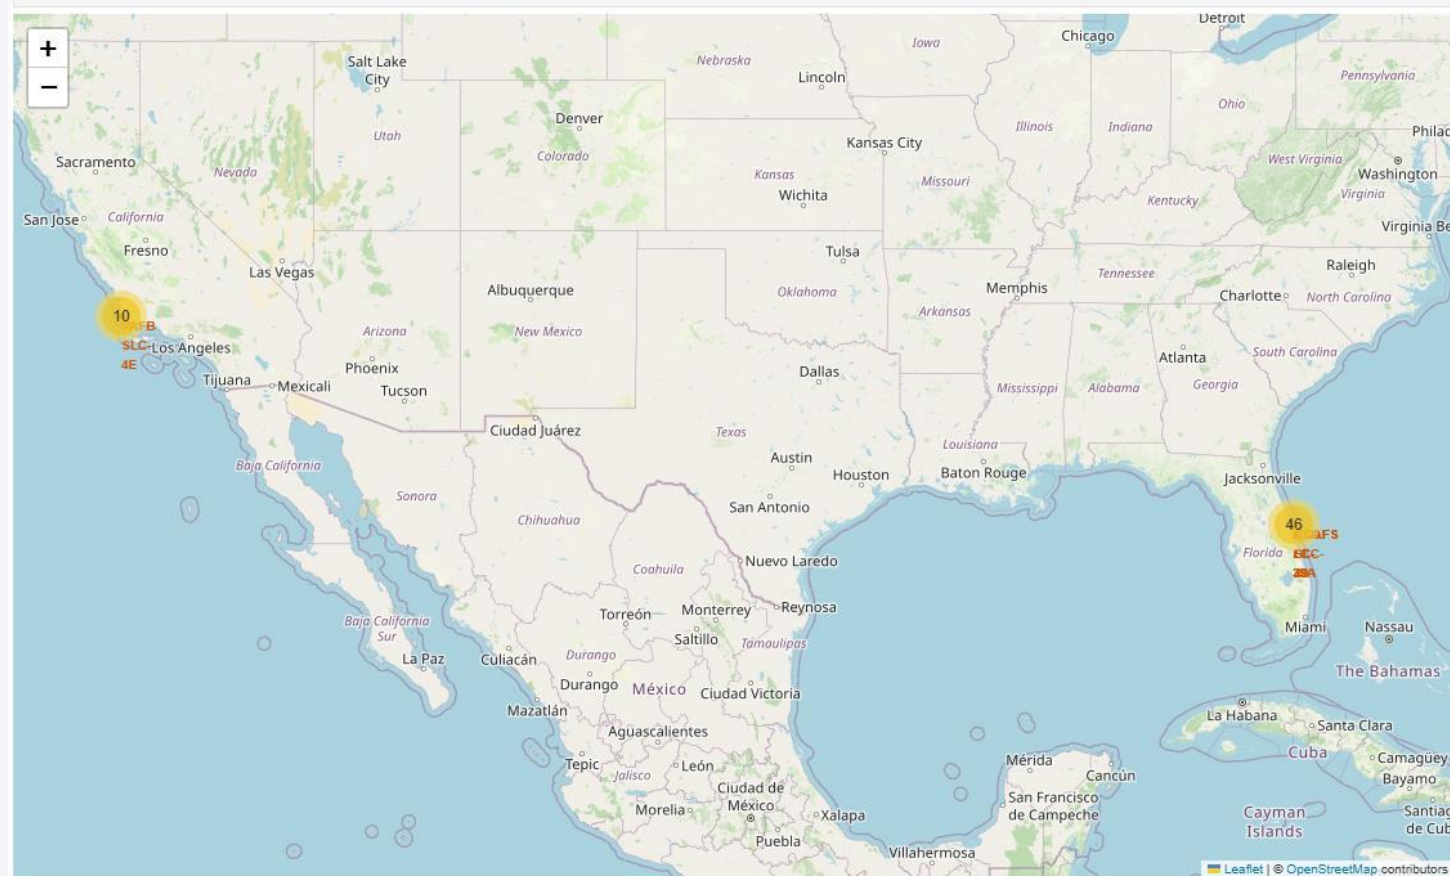 +
−
Detroit
Chicago
Iowa
Salt Lake
City
Nebraska
Lincoln
Pennsylvania
Ohio
Denver
Illinois
Indiana
Utah
Kansas City
Philac
Colorado
Sacramento
West Virginia
Nevada
Kansas
Washington
Missouri
Wichita
Kentucky
Virginia
San Jose
California
Virginia Be
Fresno
Tulsa
Las Vegas
Raleigh
Tennessee
Albuquerque
Oklahoma
Memphis
Charlotte
North Carolina
Arkansas
10
Arizona
New Mexico
SLC-
Los Angeles
South Carolina
Atlanta
4E
Phoenix
Dallas
Tijuana
Mexicali
Tucson
Mississippi
Alabama
Georgia
Ciudad Juárez
Texas
Louisiana
Austin
Baja California
Houston
Baton Rouge
Jacksonville
Sonora
San Antonio
Chihuahua
46
Florida
Nuevo Laredo
Coahuila
Torreón
Monterrey
Reynosa
Baja California
Sur
Miami
Nassau
Saltillo
Tamaulipas
La Paz
Culiacán
Durango
The Bahamas
Durango
México
Ciudad Victoria
Mazatlán
La Habana
Santa Clara
Aguascalientes
Cuba
Camagüey
Tepic
León
Mérida
Jalisco
Cancún
Bayamo
Ciudad de
México
San Francisco
de Campeche
Morelia
Xalapa
Cayman
Islands
Santiag
de Cub
Puebla
Villahermosa
Leaflet | © OpenStreetMap contributors